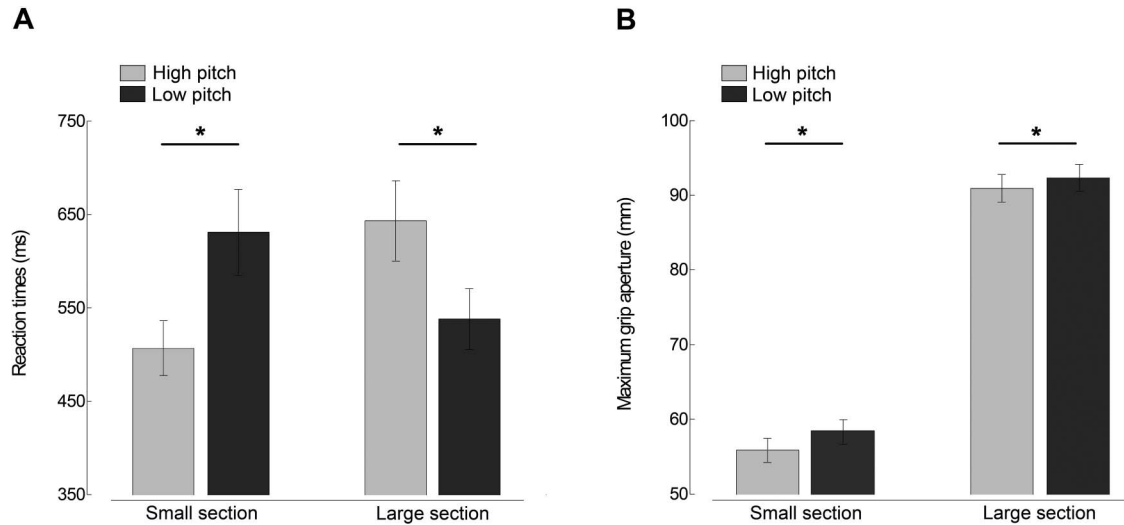 A
High pitch
Low pitch
750
650
550
450
350
Reaction times (ms)
*
*
Small section
Large section
B
High pitch
Low pitch
100
90
80
70
60
50
Maximum grip aperture (mm)
*
*
Small section
Large section